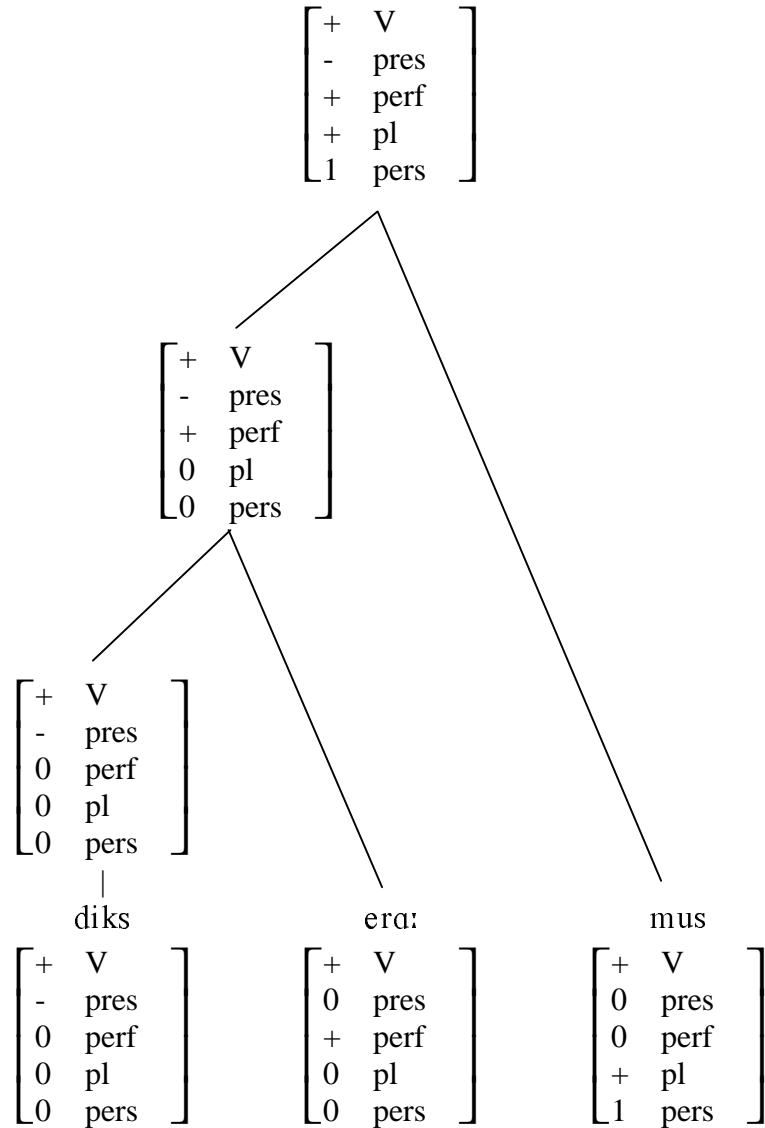 + V
- pres
+ perf
+ pl
1 pers
+ V
- pres
+ perf
0 pl
0 pers
+ V
- pres
0 perf
0 pl
0 pers
diks erɑː mus
+ V + V + V
- pres 0 pres 0 pres
0 perf + perf 0 perf
0 pl 0 pl + pl
0 pers 0 pers 1 pers